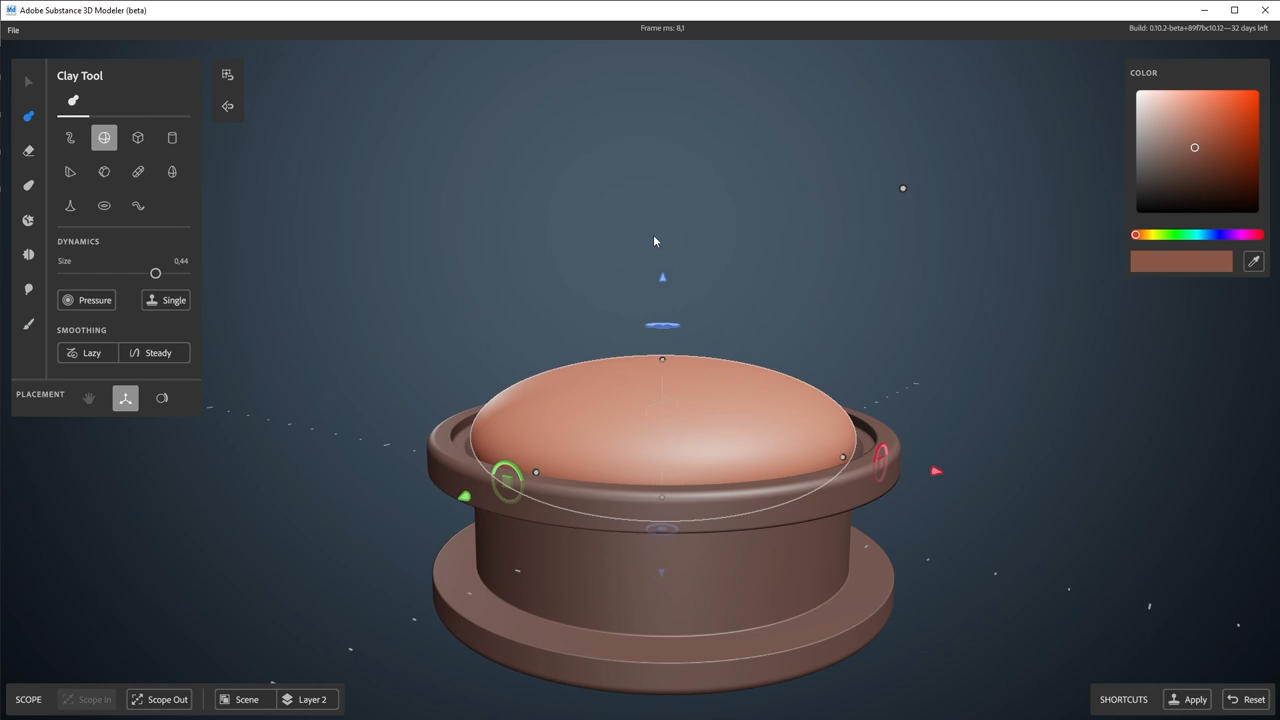 Adobe Substance 3D Modeler (beta)
File
Frame ms: 8,1
Build: 0.10.2-beta+89f7bc10.12—32 days left
Clay Tool
DYNAMICS
Size 0,44
Pressure Single
SMOOTHING
Lazy Steady
PLACEMENT
COLOR
SCOPE Scope In Scope Out Scene Layer 2
SHORTCUTS Apply Reset